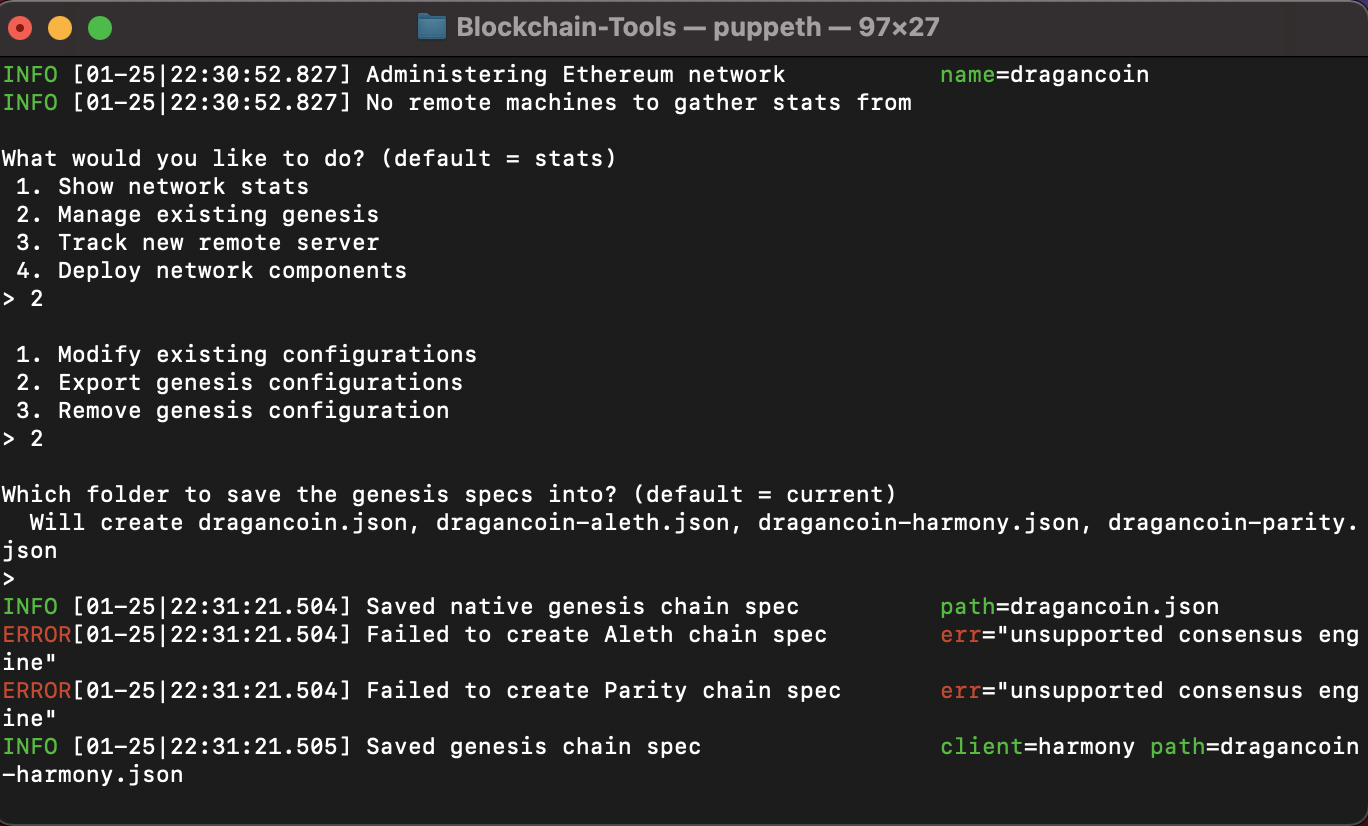 Blockchain-Tools — puppeth — 97×27
INFO [01-25|22:30:52.827] Administering Ethereum network           name=dragancoin
INFO [01-25|22:30:52.827] No remote machines to gather stats from
What would you like to do? (default = stats)
 1. Show network stats
 2. Manage existing genesis
 3. Track new remote server
 4. Deploy network components
> 2
 1. Modify existing configurations
 2. Export genesis configurations
 3. Remove genesis configuration
> 2
Which folder to save the genesis specs into? (default = current)
  Will create dragancoin.json, dragancoin-aleth.json, dragancoin-harmony.json, dragancoin-parity.
json
>
INFO [01-25|22:31:21.504] Saved native genesis chain spec          path=dragancoin.json
ERROR[01-25|22:31:21.504] Failed to create Aleth chain spec        err="unsupported consensus eng
ine"
ERROR[01-25|22:31:21.504] Failed to create Parity chain spec       err="unsupported consensus eng
ine"
INFO [01-25|22:31:21.505] Saved genesis chain spec                 client=harmony path=dragancoin
-harmony.json